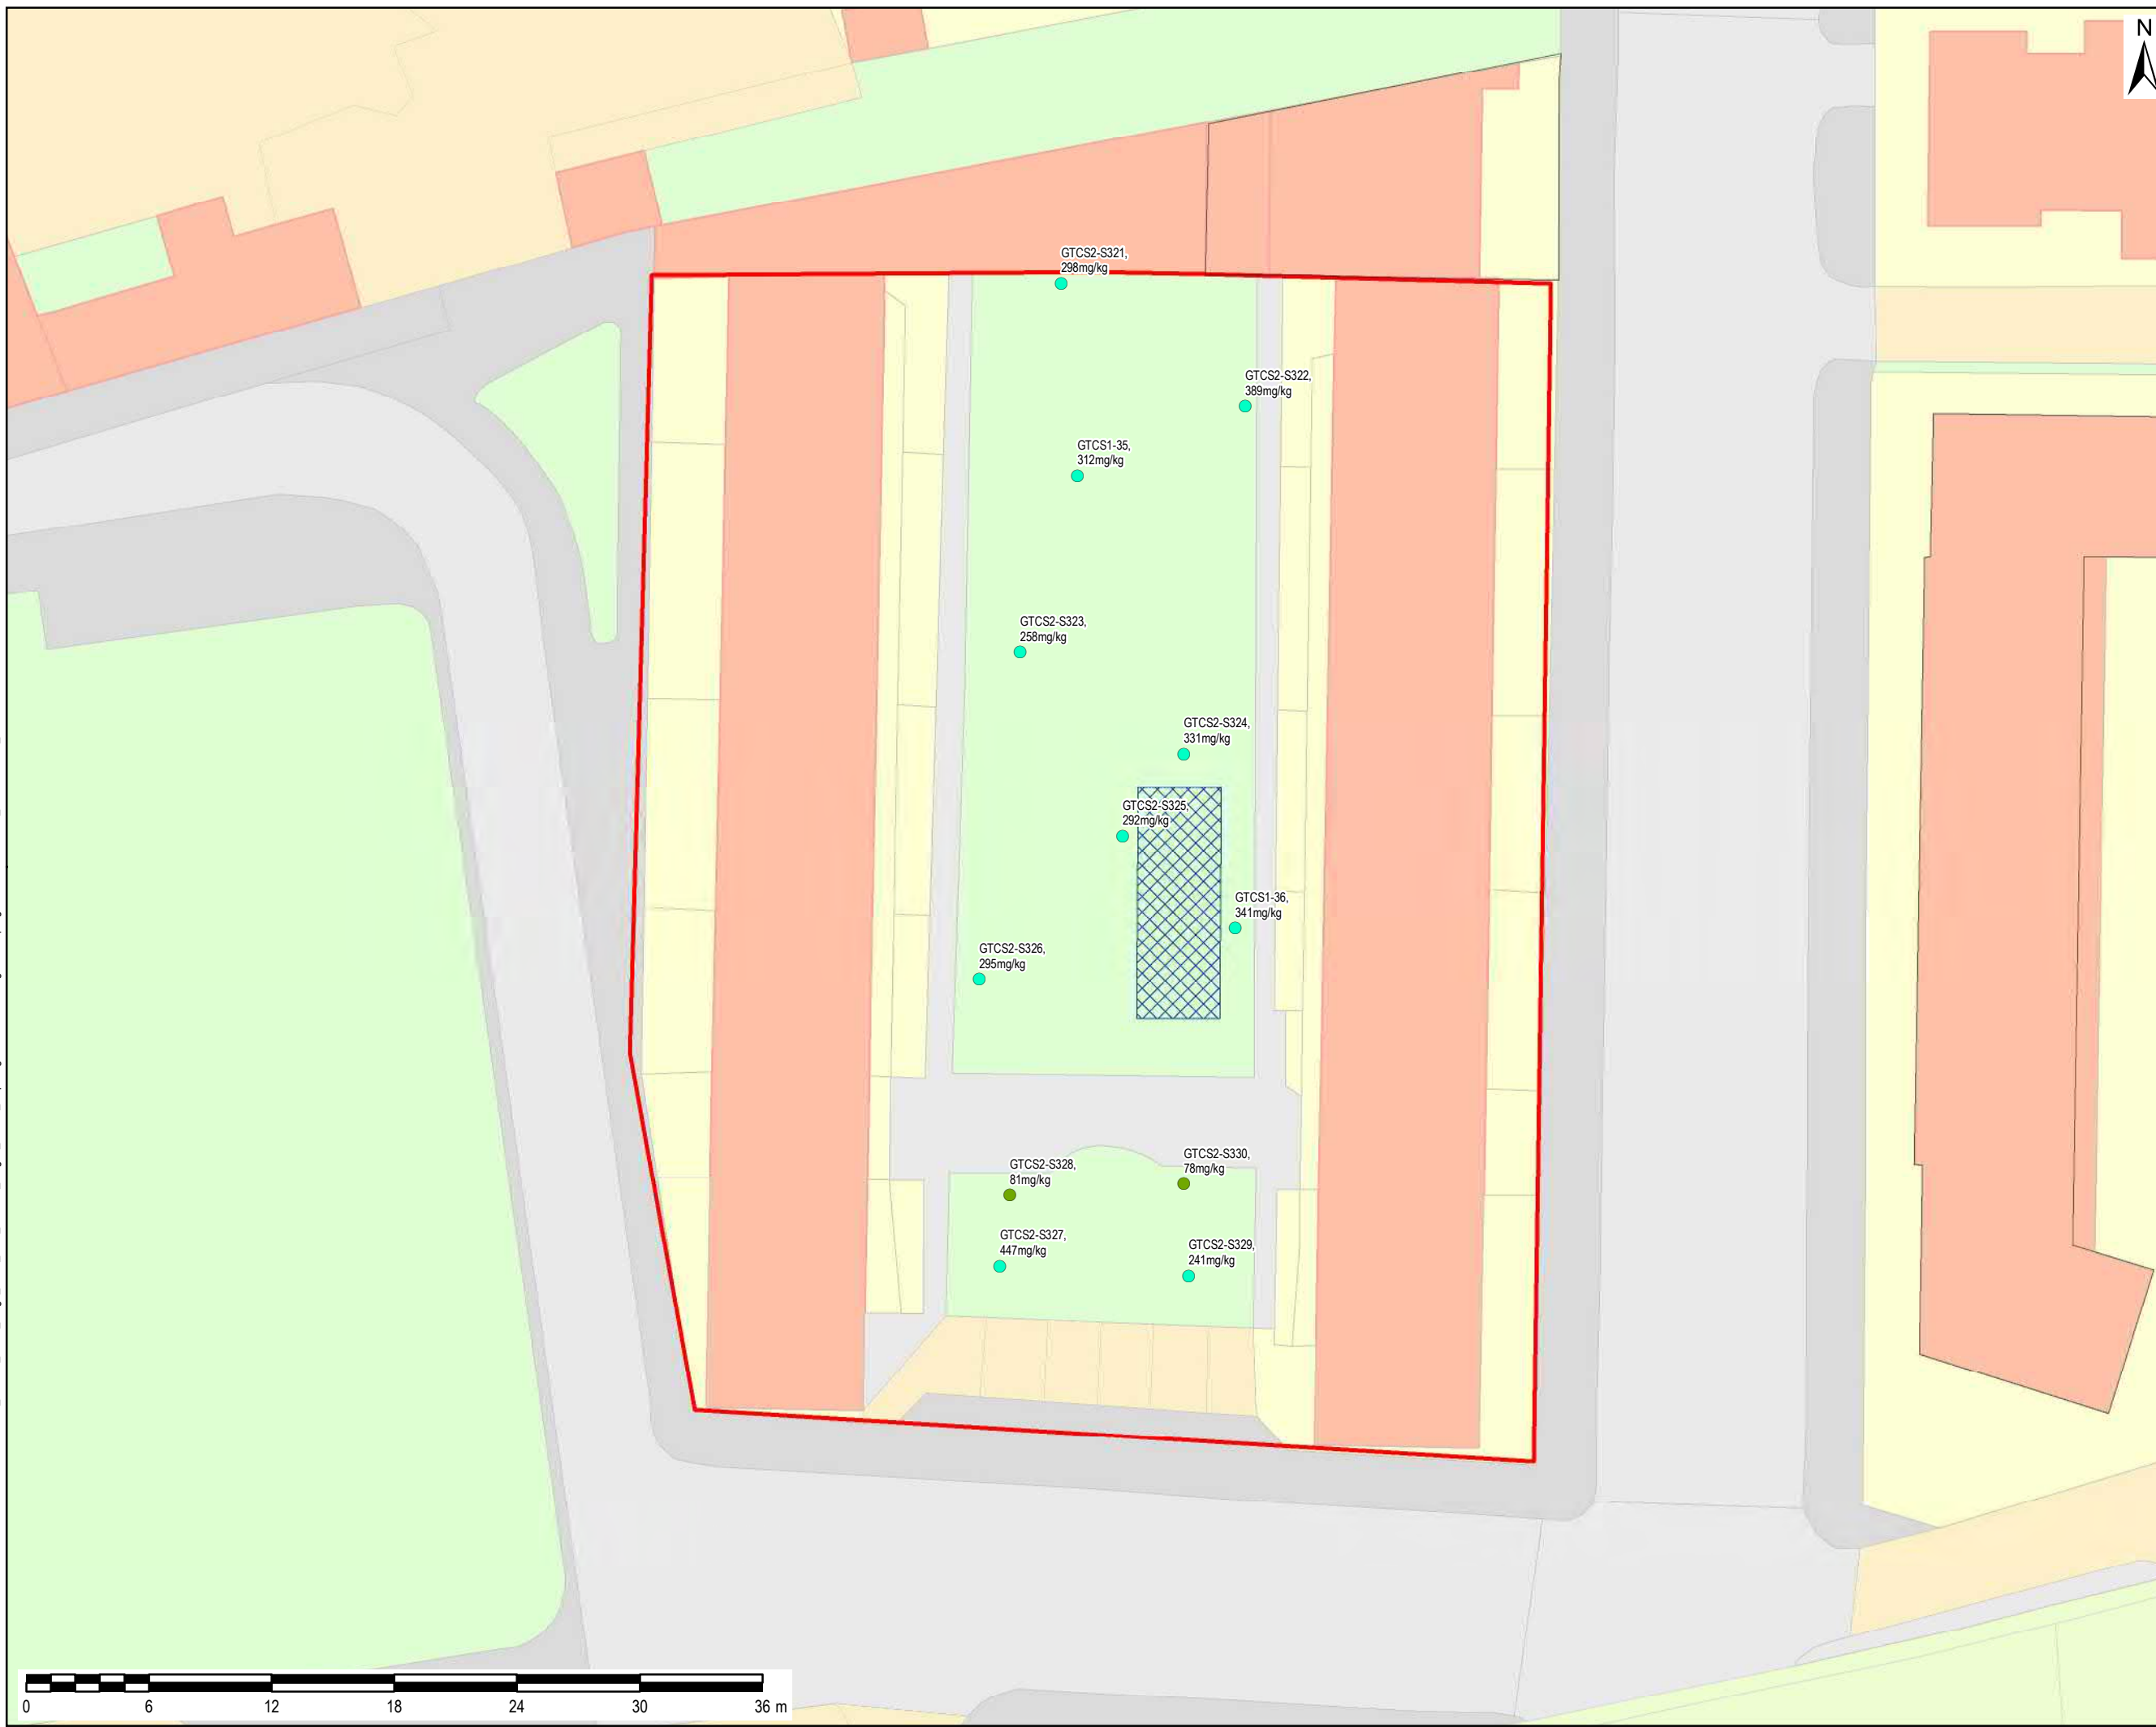 N
GTCS2-S321,
298mg/kg
GTCS2-S322,
389mg/kg
GTCS1-35,
312mg/kg
GTCS2-S323,
258mg/kg
GTCS2-S324,
331mg/kg
GTCS2-S325,
292mg/kg
GTCS1-36,
341mg/kg
GTCS2-S326,
295mg/kg
GTCS2-S330,
78mg/kg
GTCS2-S328,
81mg/kg
GTCS2-S327,
447mg/kg
GTCS2-S329,
241mg/kg
0 6 12 18 24 30 36 m